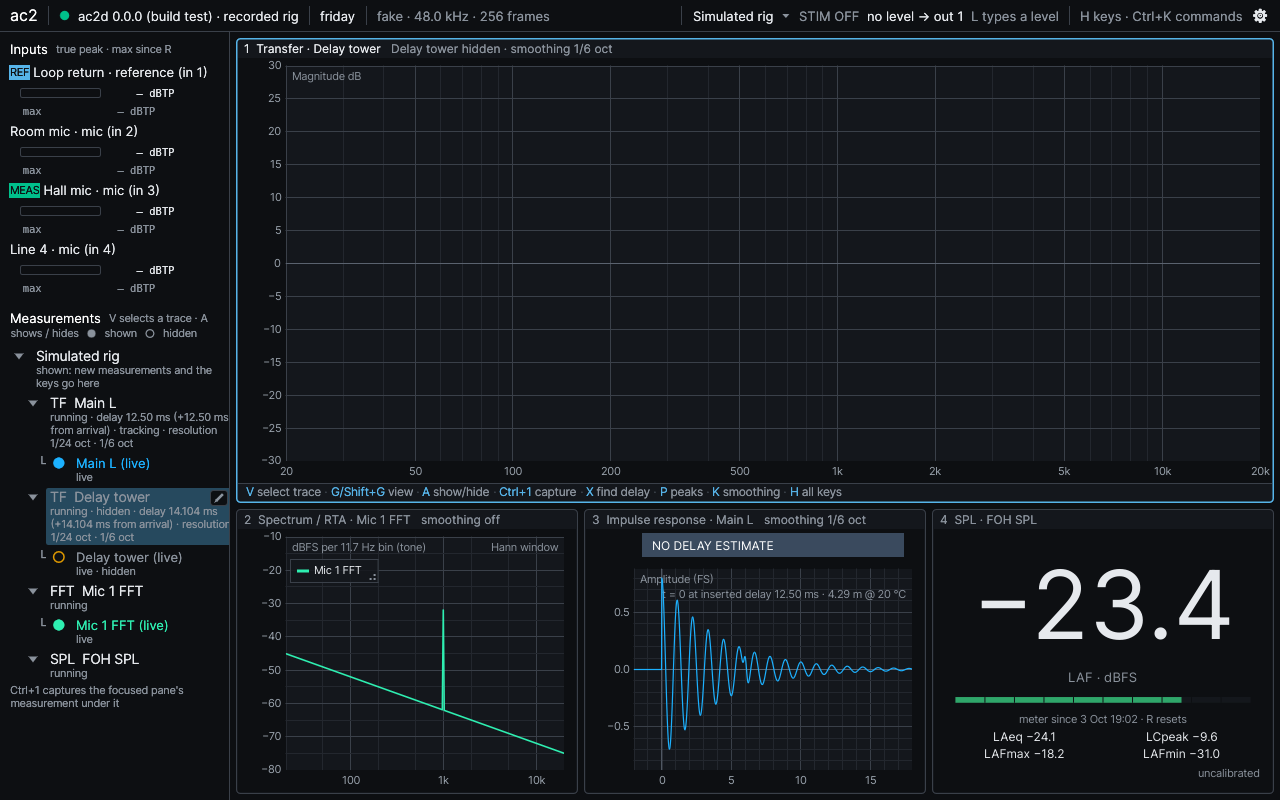 ac2 ac2d 0.0.0 (build test) · recorded rig friday fake · 48.0 kHz · 256 frames Simulated rig STIM OFF no level → out 1 L types a level H keys · Ctrl+K commands
Inputs true peak · max since R
REF Loop return · reference (in 1)
– dBTP
max – dBTP
Room mic · mic (in 2)
– dBTP
max – dBTP
MEAS Hall mic · mic (in 3)
– dBTP
max – dBTP
Line 4 · mic (in 4)
– dBTP
max – dBTP
Measurements V selects a trace · A
shows / hides shown hidden
Simulated rig
shown: new measurements and the
keys go here
TF Main L
running · delay 12.50 ms (+12.50 ms
from arrival) · tracking · resolution
1/24 oct · 1/6 oct
Main L (live)
live
TF Delay tower
running · hidden · delay 14.104 ms
(+14.104 ms from arrival) · resolution
1/24 oct · 1/6 oct
Delay tower (live)
live · hidden
FFT Mic 1 FFT
running
Mic 1 FFT (live)
live
SPL FOH SPL
running
Ctrl+1 captures the focused pane's
measurement under it
1 Transfer · Delay tower Delay tower hidden · smoothing 1/6 oct
Magnitude dB
30
25
20
15
10
5
0
−5
−10
−15
−20
−25
−30
20 50 100 200 500 1k 2k 5k 10k 20k
V select trace · G/Shift+G view · A show/hide · Ctrl+1 capture · X find delay · P peaks · K smoothing · H all keys
2 Spectrum / RTA · Mic 1 FFT smoothing off
dBFS per 11.7 Hz bin (tone) Hann window
Mic 1 FFT
−10
−20
−30
−40
−50
−60
−70
−80
100 1k 10k
3 Impulse response · Main L smoothing 1/6 oct
NO DELAY ESTIMATE
Amplitude (FS)
t = 0 at inserted delay 12.50 ms · 4.29 m @ 20 °C
0.5
0.0
−0.5
0 5 10 15
4 SPL · FOH SPL
−23.4
LAF · dBFS
meter since 3 Oct 19:02 · R resets
LAeq −24.1 LCpeak −9.6
LAFmax −18.2 LAFmin −31.0
uncalibrated